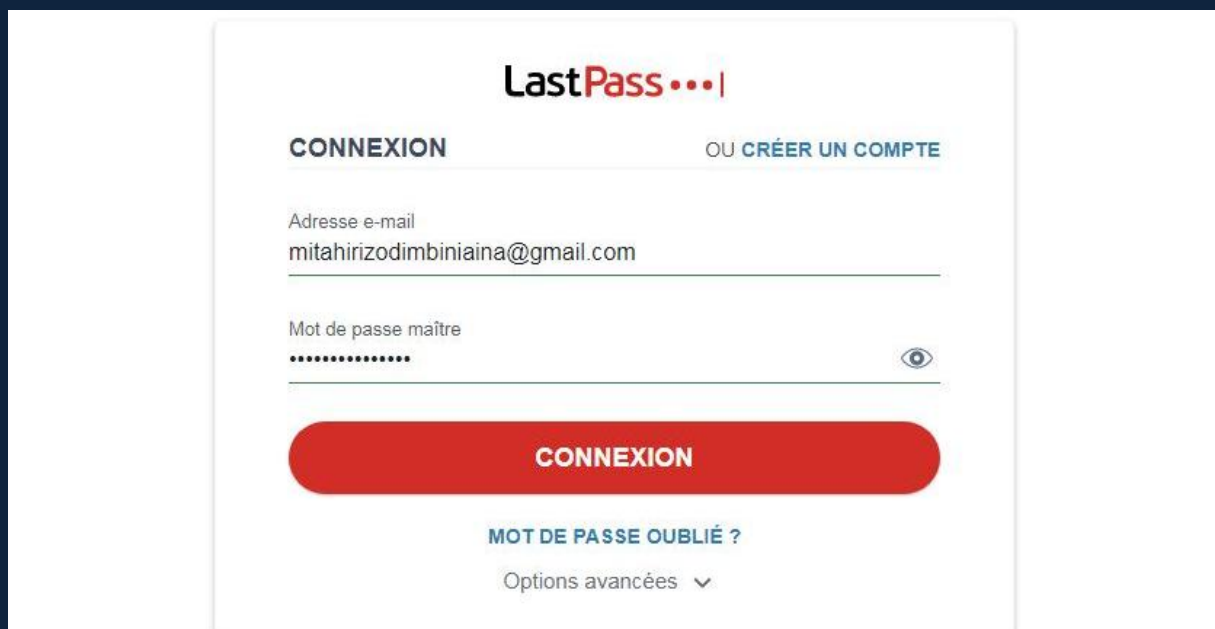 LastPass •••|
CONNEXION OU CRÉER UN COMPTE
Adresse e-mail
mitahirizodimbiniaina@gmail.com
Mot de passe maître
•••••••••••••••
CONNEXION
MOT DE PASSE OUBLIÉ ?
Options avancées